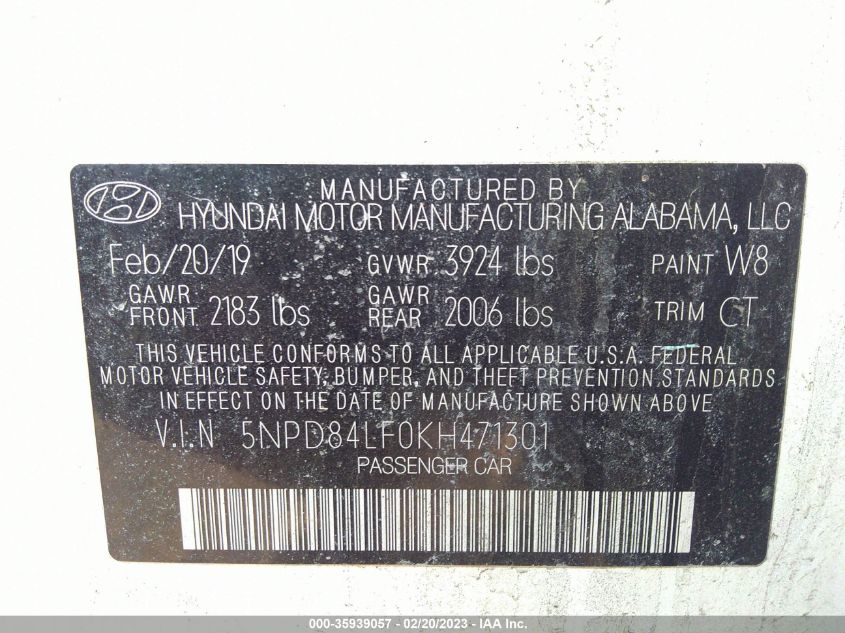 MANUFACTURED BY
HYUNDAI MOTOR MANUFACTURING ALABAMA, LLC
Feb/20/19 GVWR 3924 lbs PAINT W8
GAWR FRONT 2183 lbs GAWR REAR 2006 lbs TRIM CT
THIS VEHICLE CONFORMS TO ALL APPLICABLE U.S.A. FEDERAL
MOTOR VEHICLE SAFETY, BUMPER, AND THEFT PREVENTION STANDARDS
IN EFFECT ON THE DATE OF MANUFACTURE SHOWN ABOVE
V.I.N 5NPD84LF0KH471301
PASSENGER CAR
000-35939057 - 02/20/2023 - IAA Inc.